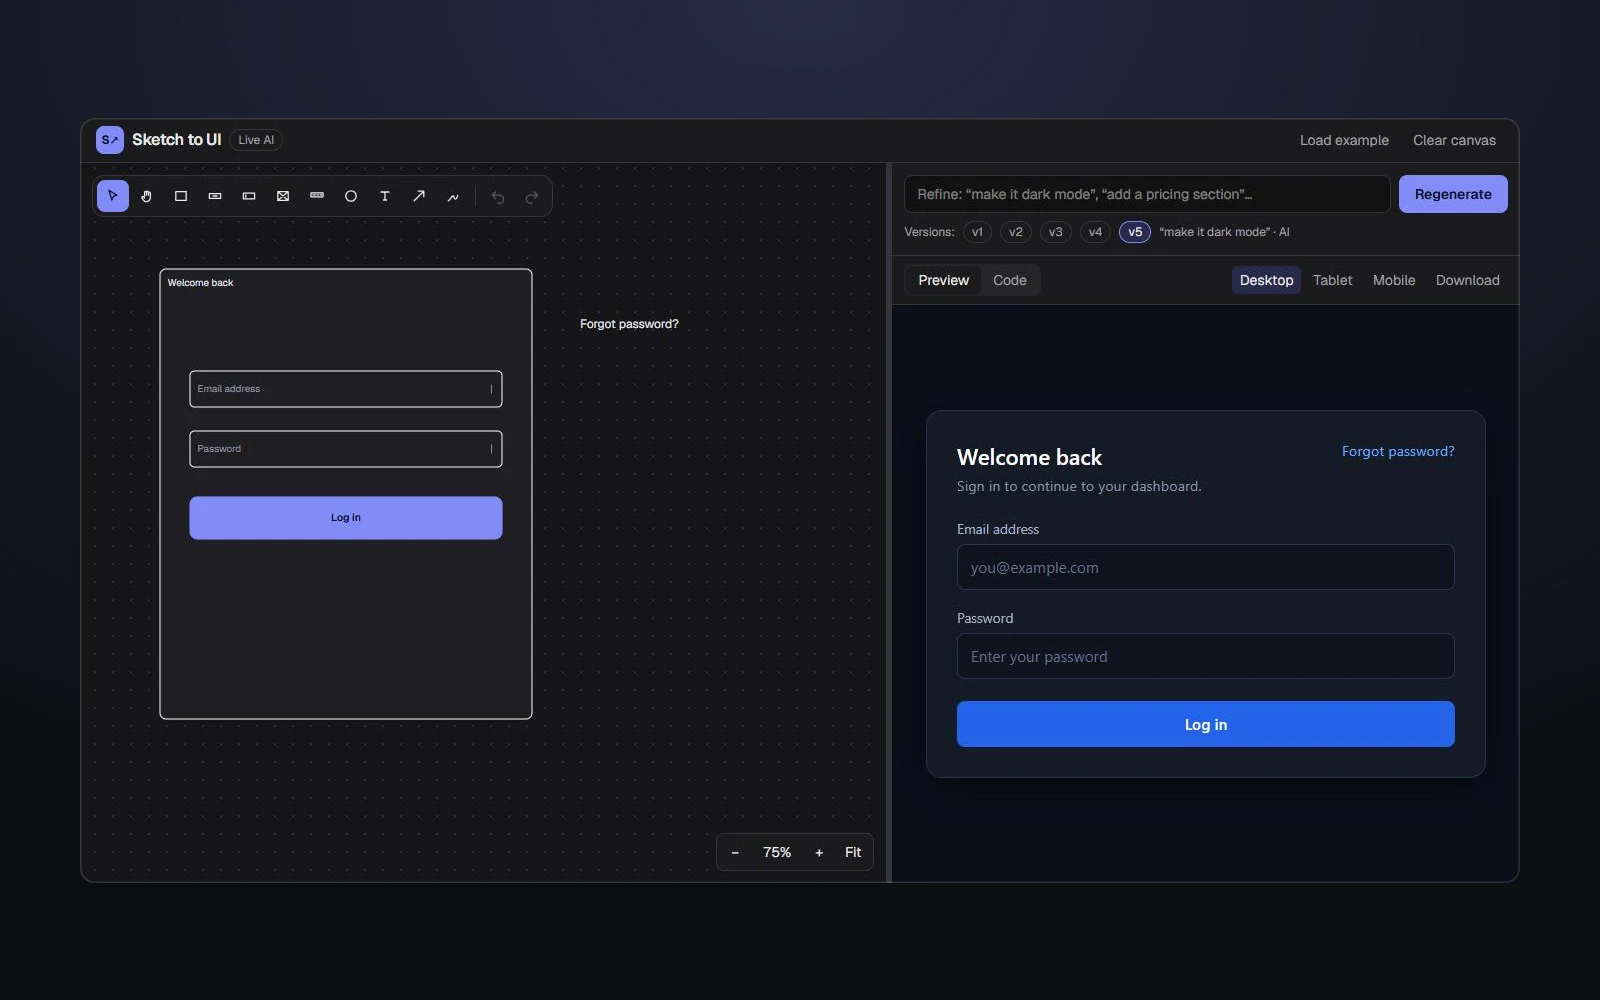 S↗ Sketch to UI Live AI Load example Clear canvas
T
Welcome back
Forgot password?
Email address
Password
Log in
− 75% + Fit
Refine: “make it dark mode”, “add a pricing section”... Regenerate
Versions: v1 v2 v3 v4 v5 “make it dark mode” · AI
Preview Code Desktop Tablet Mobile Download
Welcome back Forgot password?
Sign in to continue to your dashboard.
Email address
you@example.com
Password
Enter your password
Log in